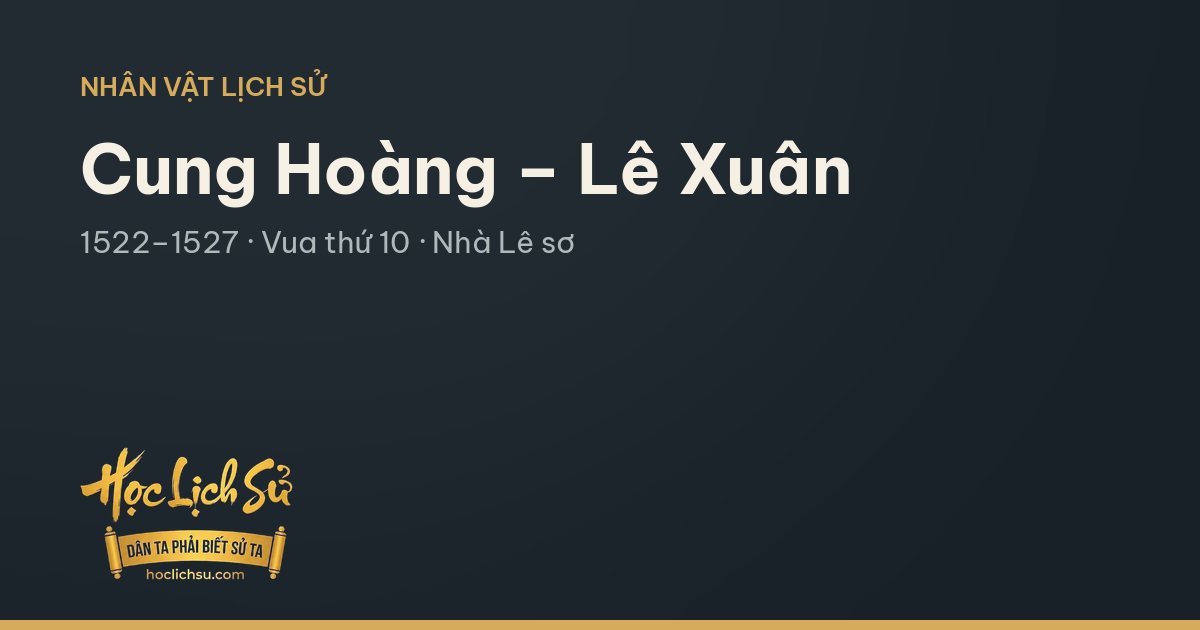 NHÂN VẬT LỊCH SỬ
Cung Hoàng – Lê Xuân
1522–1527 · Vua thứ 10 · Nhà Lê sơ
Học Lịch Sử
DÂN TA PHẢI BIẾT SỬ TA
hoclichsu.com